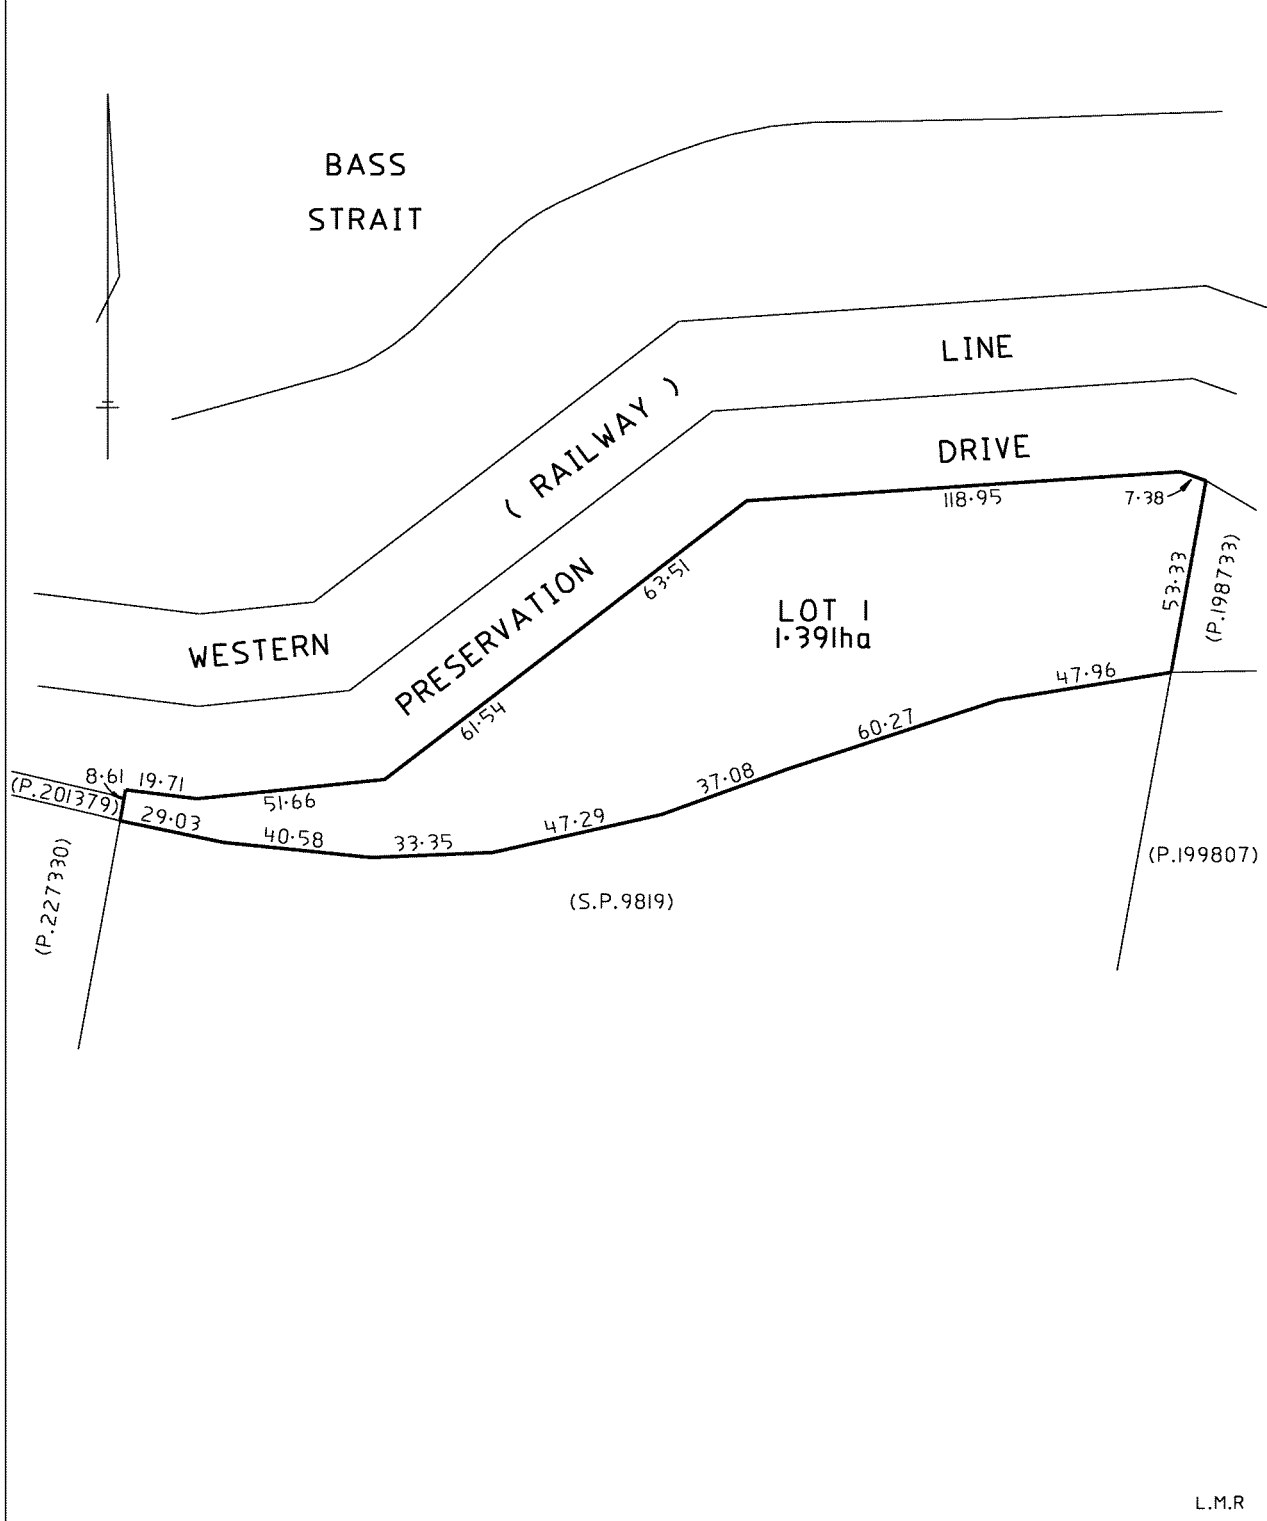 BASS
STRAIT
LINE
( RAILWAY )
DRIVE
118·95
7·38
53·33
(P.198733)
63·51
LOT 1
1·391ha
WESTERN
PRESERVATION
61·54
47·96
60·27
37·08
8·61
19·71
(P.201379)
51·66
29·03
40·58
33·35
47·29
(P.227330)
(S.P.9819)
(P.199807)
L.M.R